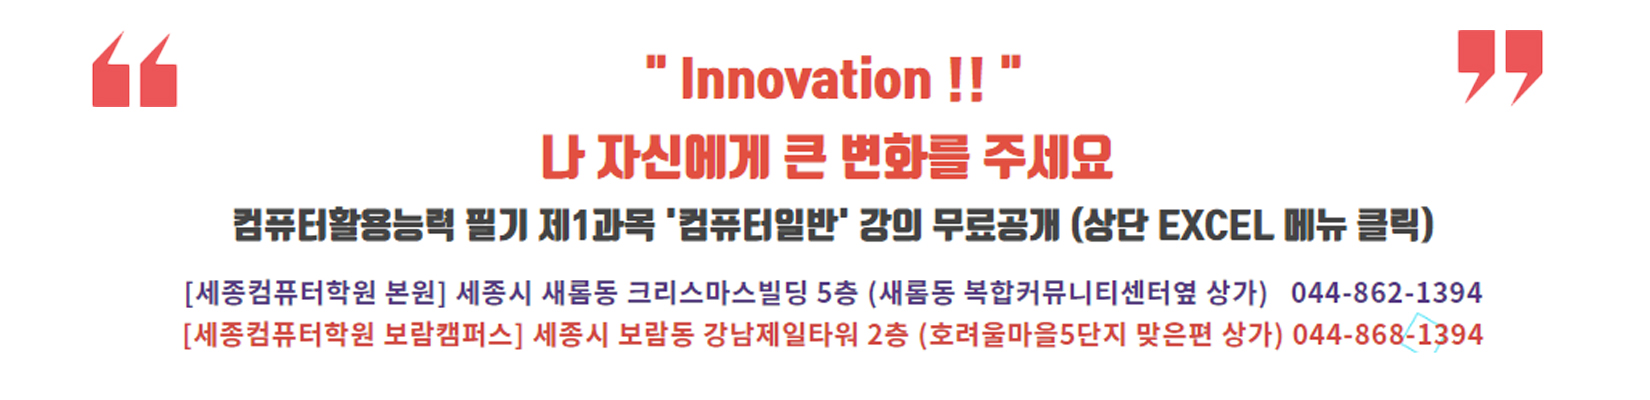 " Innovation !! "
나 자신에게 큰 변화를 주세요
컴퓨터활용능력 필기 제1과목 '컴퓨터일반' 강의 무료공개 (상단 EXCEL 메뉴 클릭)
[세종컴퓨터학원 본원] 세종시 새롬동 크리스마스빌딩 5층 (새롬동 복합커뮤니티센터옆 상가) 044-862-1394
[세종컴퓨터학원 보람캠퍼스] 세종시 보람동 강남제일타워 2층 (호려울마을5단지 맞은편 상가) 044-868-1394